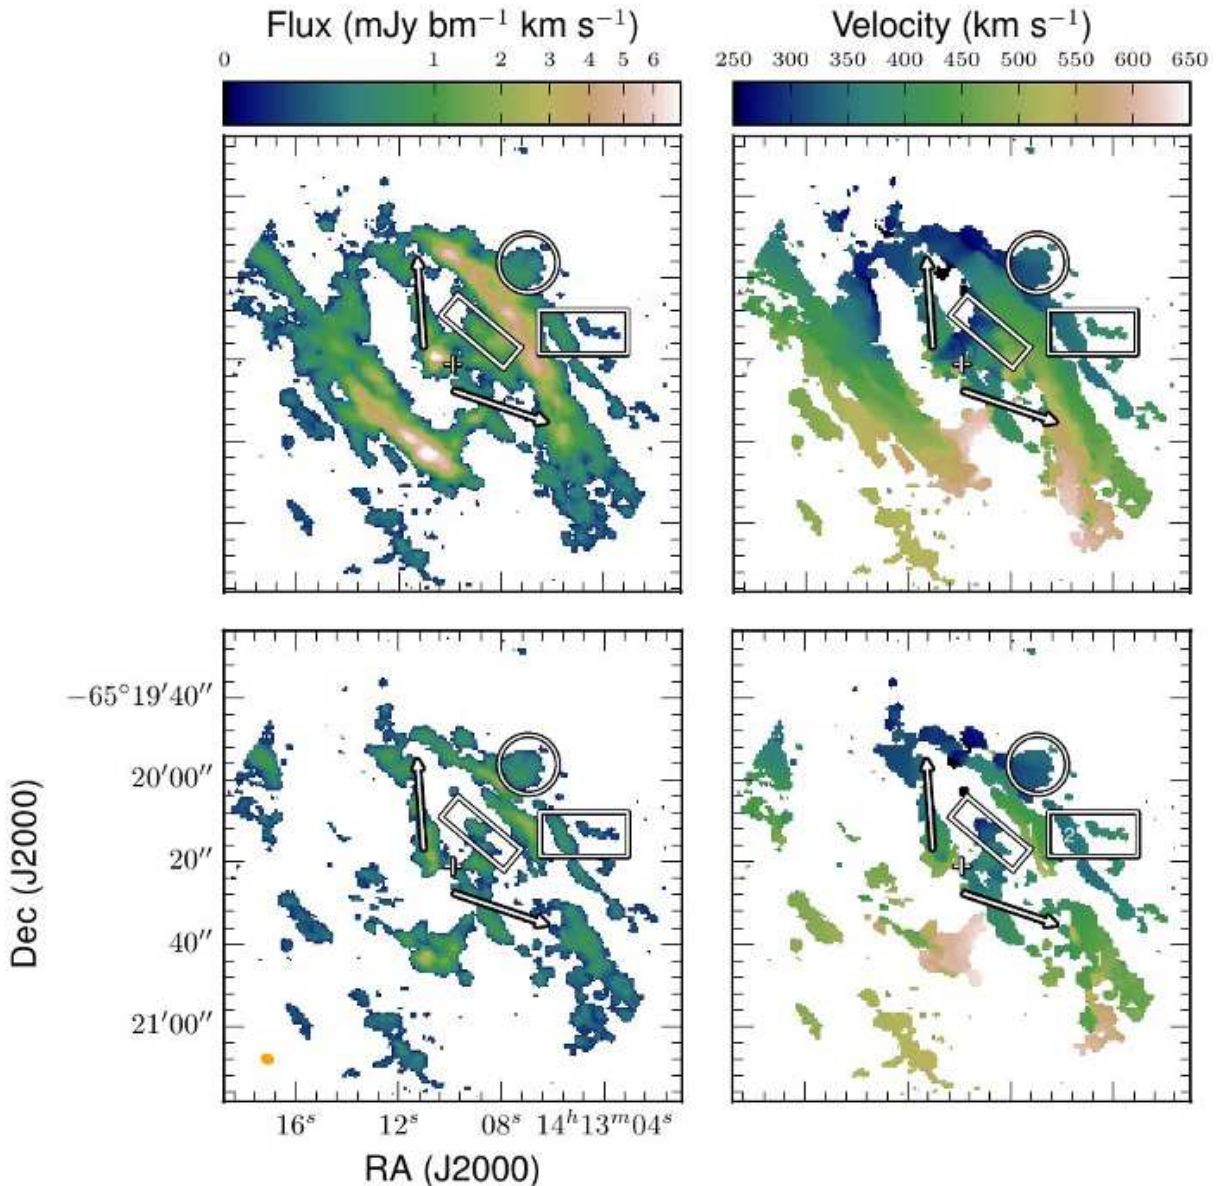 Flux (mJy bm⁻¹ km s⁻¹)
Velocity (km s⁻¹)
0 1 2 3 4 5 6
250 300 350 400 450 500 550 600 650
−65°19′40″
20′00″
20″
40″
21′00″
Dec (J2000)
16ˢ 12ˢ 08ˢ 14ʰ13ᵐ04ˢ
RA (J2000)